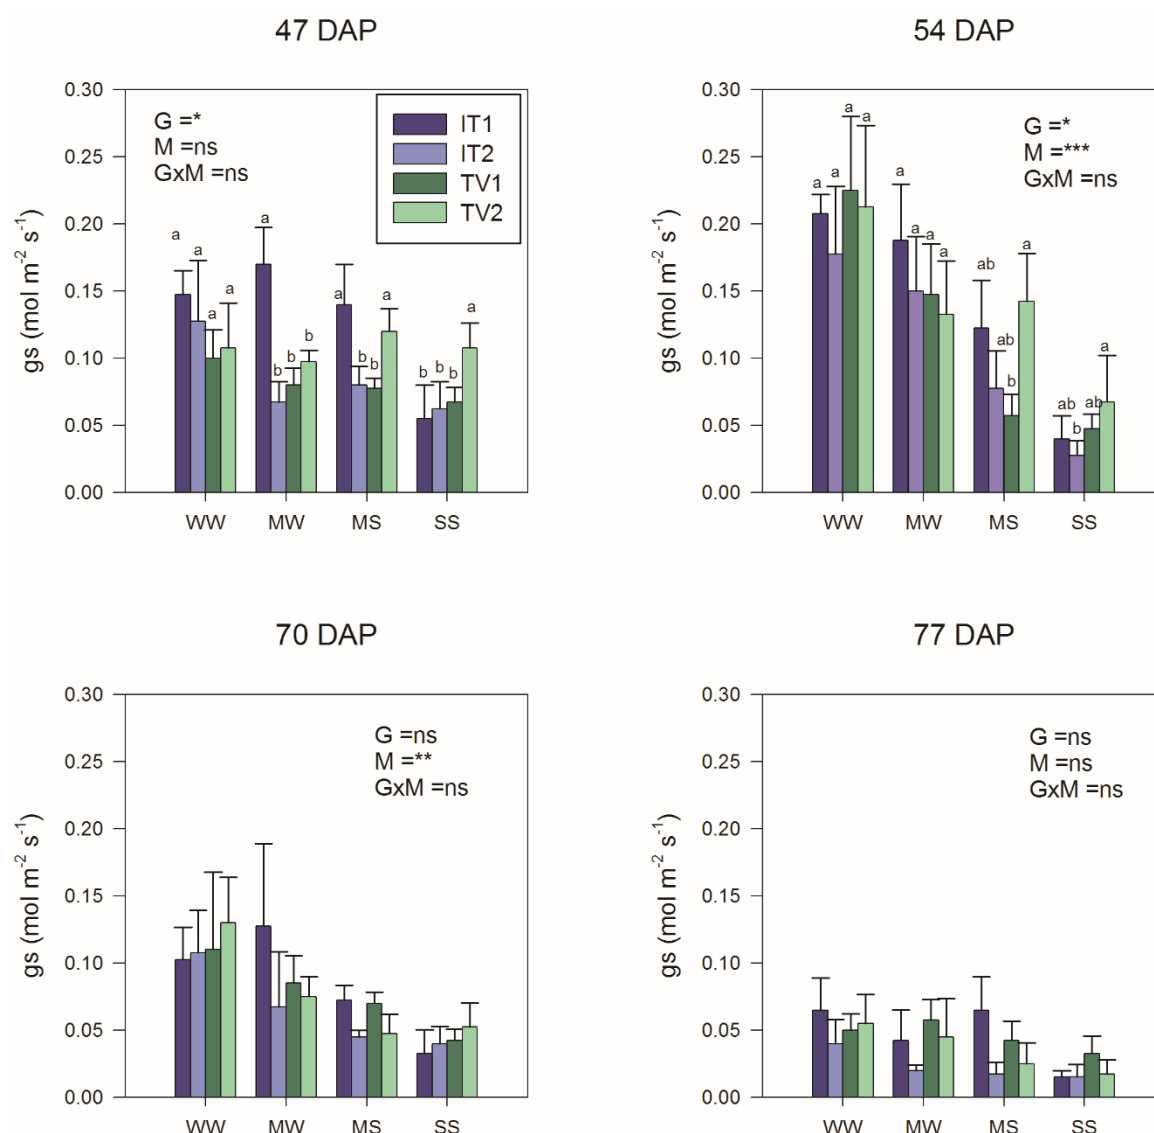 47 DAP
gs (mol m⁻² s⁻¹)
0.30
0.25
0.20
0.15
0.10
0.05
0.00
G =*
M =ns
GxM =ns
IT1
IT2
TV1
TV2
a a a a
a b b b
a b b a
b b b a
WW MW MS SS
54 DAP
gs (mol m⁻² s⁻¹)
0.30
0.25
0.20
0.15
0.10
0.05
0.00
G =*
M =***
GxM =ns
a a a a
a a a a
ab ab b a
ab b ab a
WW MW MS SS
70 DAP
gs (mol m⁻² s⁻¹)
0.30
0.25
0.20
0.15
0.10
0.05
0.00
G =ns
M =**
GxM =ns
WW MW MS SS
77 DAP
gs (mol m⁻² s⁻¹)
0.30
0.25
0.20
0.15
0.10
0.05
0.00
G =ns
M =ns
GxM =ns
WW MW MS SS